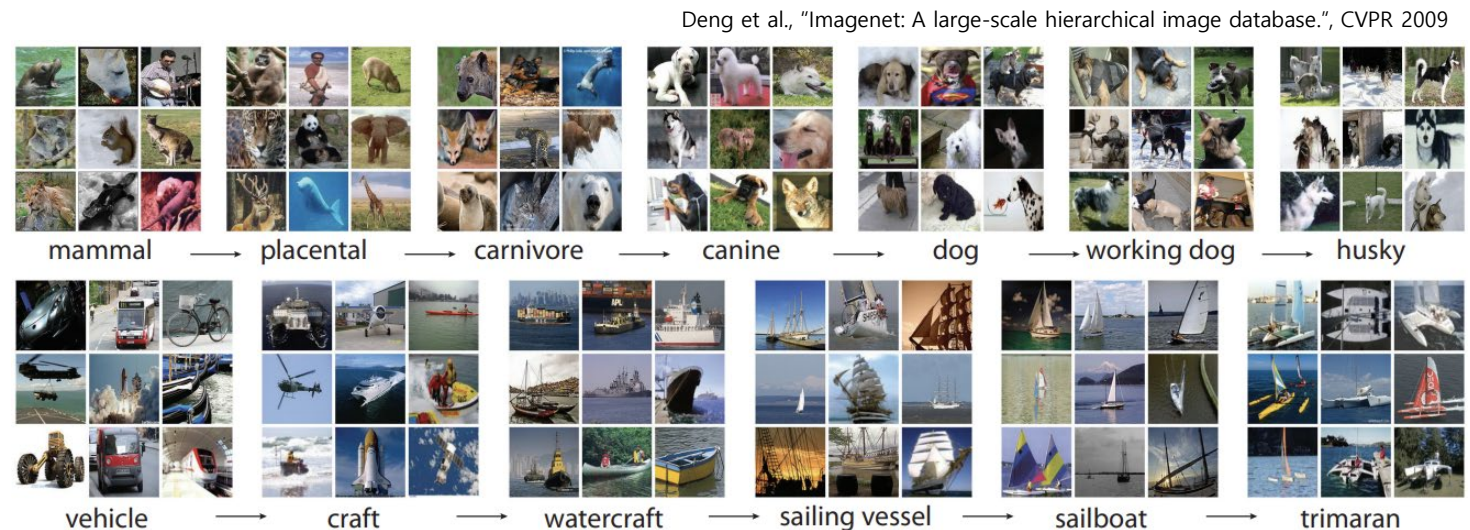 Deng et al., "Imagenet: A large-scale hierarchical image database.", CVPR 2009
mammal → placental → carnivore → canine → dog → working dog → husky
APL
vehicle → craft → watercraft → sailing vessel → sailboat → trimaran